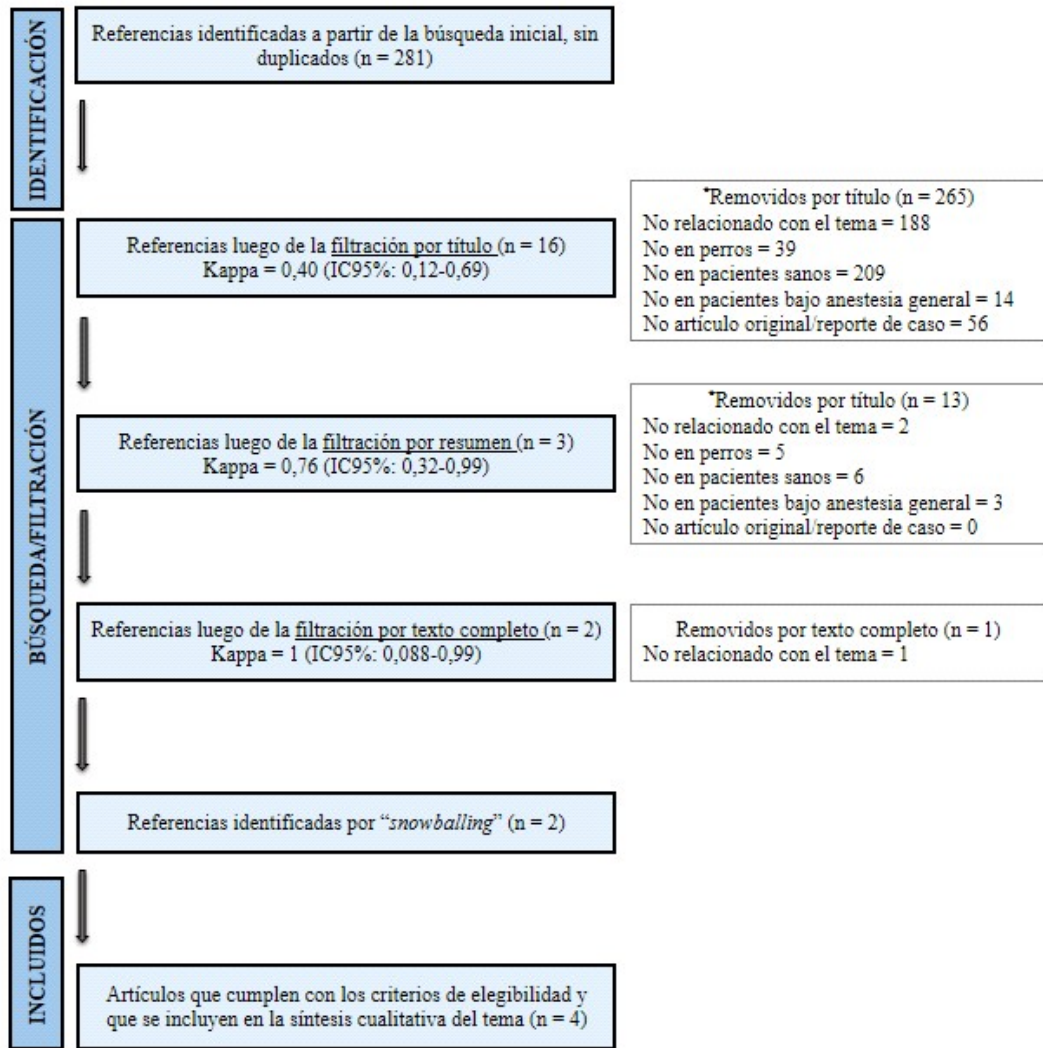 IDENTIFICACIÓN
Referencias identificadas a partir de la búsqueda inicial, sin
duplicados (n = 281)
BÚSQUEDA/FILTRACIÓN
Referencias luego de la filtración por título (n = 16)
Kappa = 0,40 (IC95%: 0,12-0,69)
*Removidos por título (n = 265)
No relacionado con el tema = 188
No en perros = 39
No en pacientes sanos = 209
No en pacientes bajo anestesia general = 14
No artículo original/reporte de caso = 56
Referencias luego de la filtración por resumen (n = 3)
Kappa = 0,76 (IC95%: 0,32-0,99)
*Removidos por título (n = 13)
No relacionado con el tema = 2
No en perros = 5
No en pacientes sanos = 6
No en pacientes bajo anestesia general = 3
No artículo original/reporte de caso = 0
Referencias luego de la filtración por texto completo (n = 2)
Kappa = 1 (IC95%: 0,088-0,99)
Removidos por texto completo (n = 1)
No relacionado con el tema = 1
Referencias identificadas por “snowballing” (n = 2)
INCLUIDOS
Artículos que cumplen con los criterios de elegibilidad y
que se incluyen en la síntesis cualitativa del tema (n = 4)